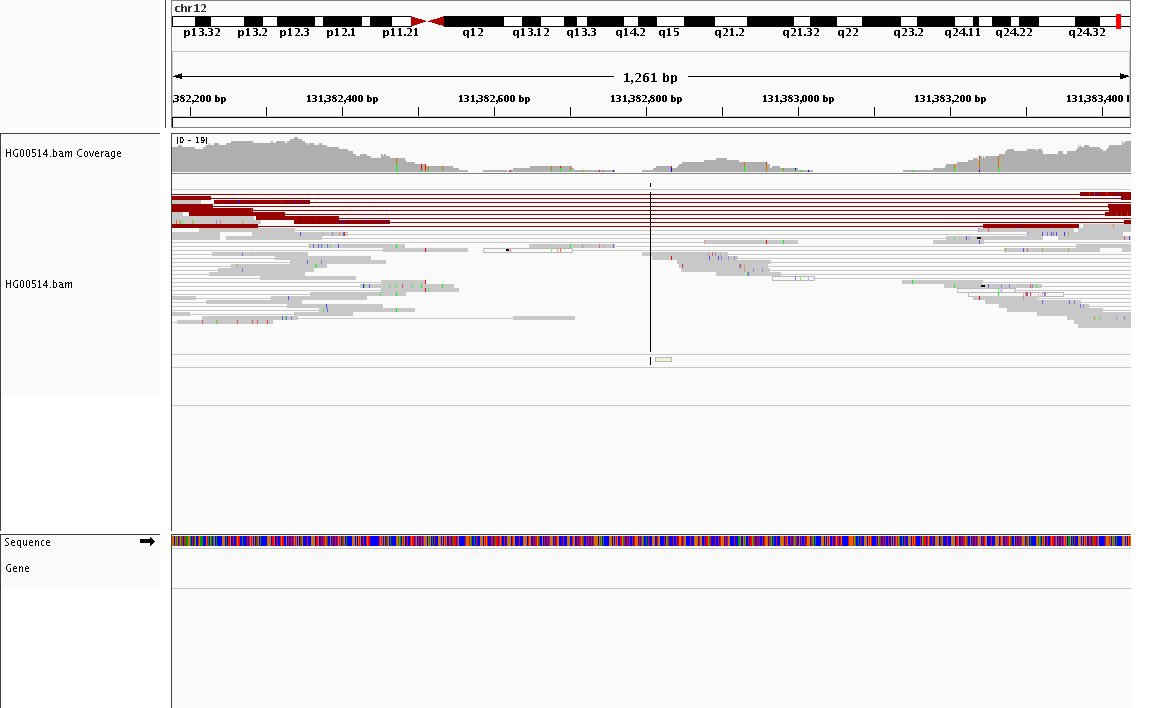 chr12
p13.32 p13.2 p12.3 p12.1 p11.21 q12 q13.12 q13.3 q14.2 q15 q21.2 q21.32 q22 q23.2 q24.11 q24.22 q24.32
1,261 bp
,382,200 bp 131,382,400 bp 131,382,600 bp 131,382,800 bp 131,383,000 bp 131,383,200 bp 131,383,400
[0 - 19]
HG00514.bam Coverage
HG00514.bam
Sequence
Gene